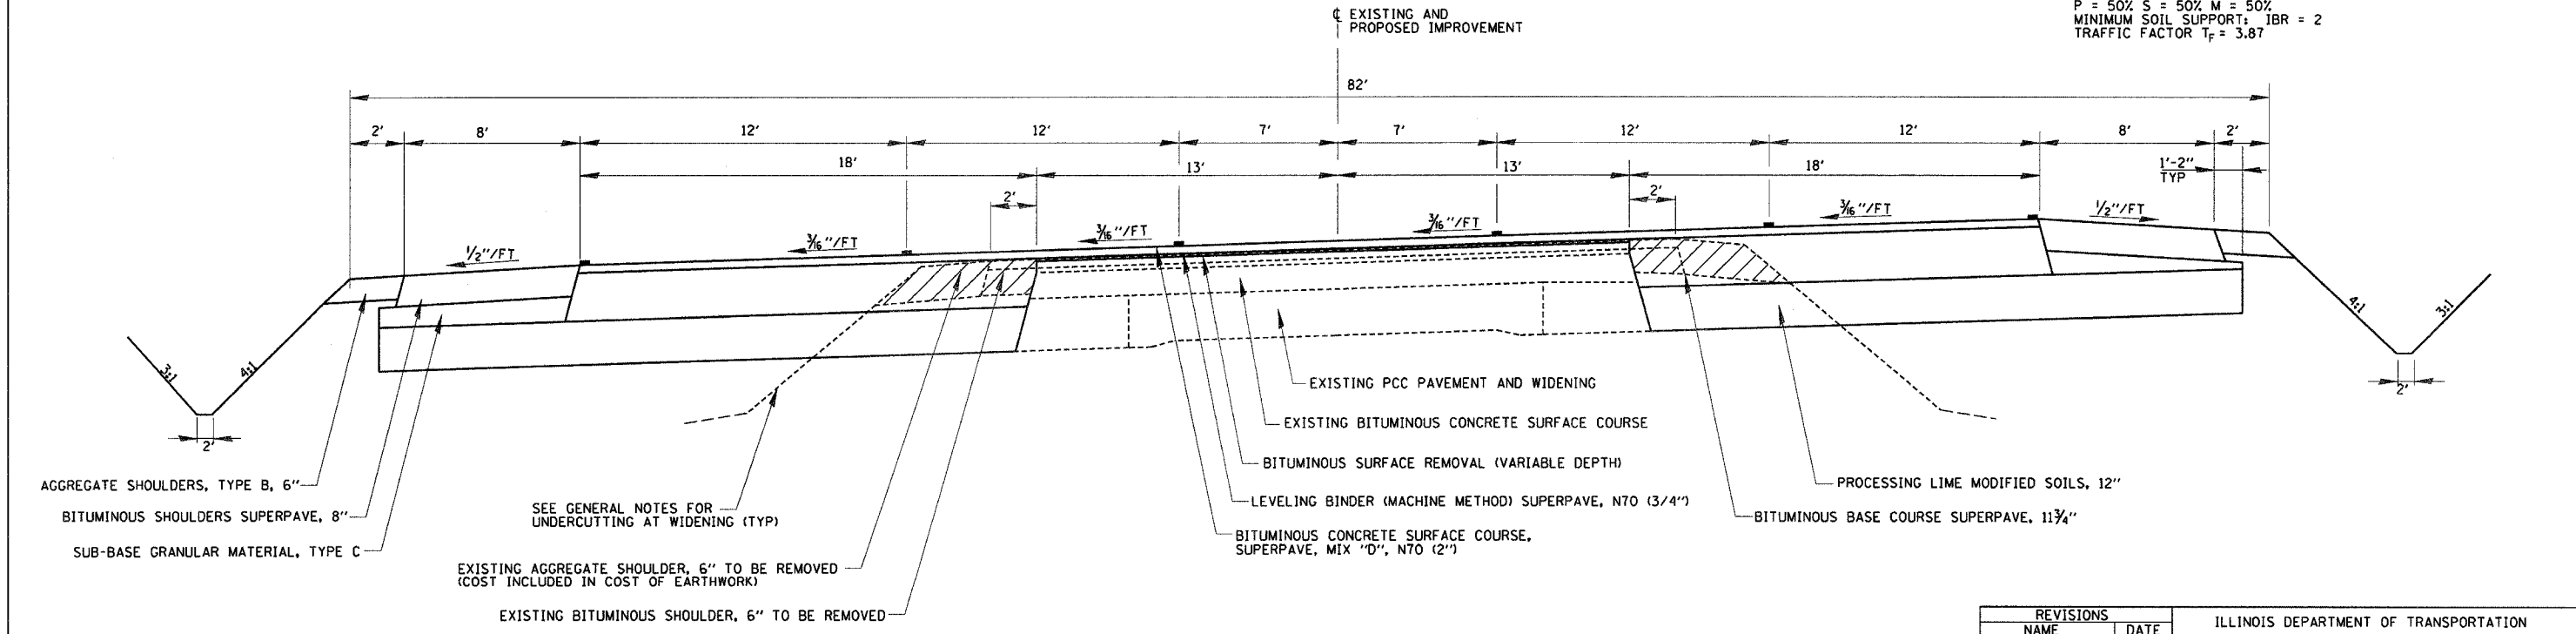 ℄ EXISTING AND
PROPOSED IMPROVEMENT
P = 50% S = 50% M = 50%
MINIMUM SOIL SUPPORT: IBR = 2
TRAFFIC FACTOR TF = 3.87
82'
2' 8' 12' 12' 7' 7' 12' 12' 8' 2'
18' 13' 13' 18' 1'-2"
TYP
2' 2'
1/2"/FT 3/16"/FT 3/16"/FT 3/16"/FT 3/16"/FT 1/2"/FT
3:1 4:1 4:1 3:1
2' 2'
EXISTING PCC PAVEMENT AND WIDENING
EXISTING BITUMINOUS CONCRETE SURFACE COURSE
BITUMINOUS SURFACE REMOVAL (VARIABLE DEPTH)
LEVELING BINDER (MACHINE METHOD) SUPERPAVE, N70 (3/4")
BITUMINOUS CONCRETE SURFACE COURSE,
SUPERPAVE, MIX "D", N70 (2")
PROCESSING LIME MODIFIED SOILS, 12"
BITUMINOUS BASE COURSE SUPERPAVE, 11 3/4"
AGGREGATE SHOULDERS, TYPE B, 6"
BITUMINOUS SHOULDERS SUPERPAVE, 8"
SUB-BASE GRANULAR MATERIAL, TYPE C
SEE GENERAL NOTES FOR
UNDERCUTTING AT WIDENING (TYP)
EXISTING AGGREGATE SHOULDER, 6" TO BE REMOVED
(COST INCLUDED IN COST OF EARTHWORK)
EXISTING BITUMINOUS SHOULDER, 6" TO BE REMOVED
REVISIONS
NAME DATE
ILLINOIS DEPARTMENT OF TRANSPORTATION